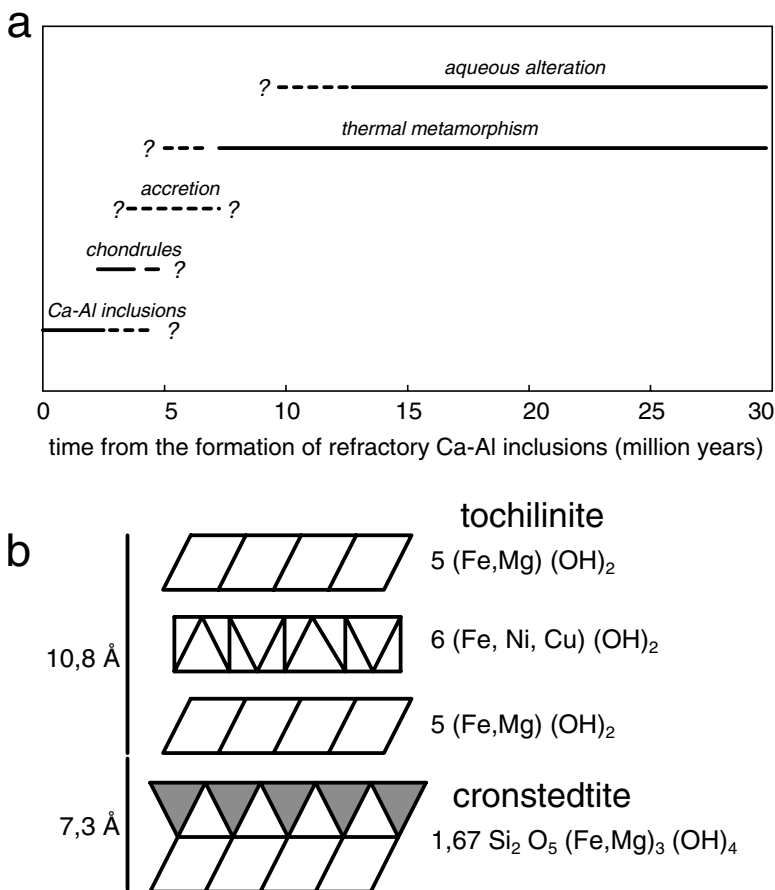 a
aqueous alteration
?
thermal metamorphism
?
accretion
? ?
chondrules
?
Ca-Al inclusions
?
0 5 10 15 20 25 30
time from the formation of refractory Ca-Al inclusions (million years)
b
tochilinite
5 (Fe,Mg) (OH)₂
6 (Fe, Ni, Cu) (OH)₂
10,8 Å
5 (Fe,Mg) (OH)₂
cronstedtite
7,3 Å
1,67 Si₂ O₅ (Fe,Mg)₃ (OH)₄